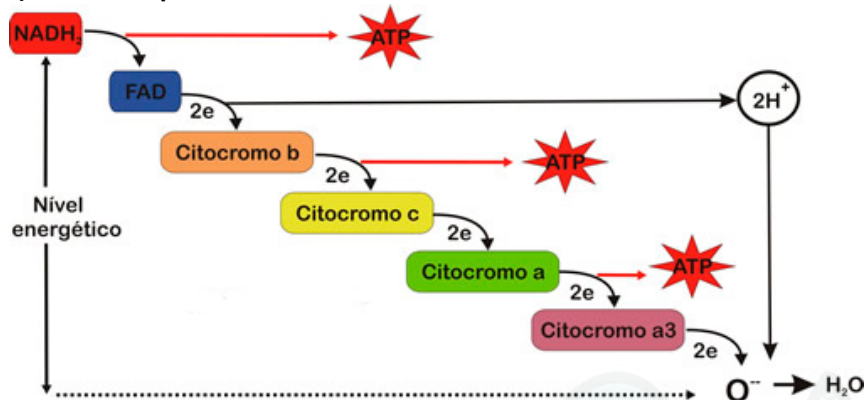 NADH₂
ATP
FAD
2e
2H⁺
Citocromo b
ATP
2e
Nível
energético
Citocromo c
2e
Citocromo a
ATP
2e
Citocromo a3
2e
O⁻⁻
H₂O